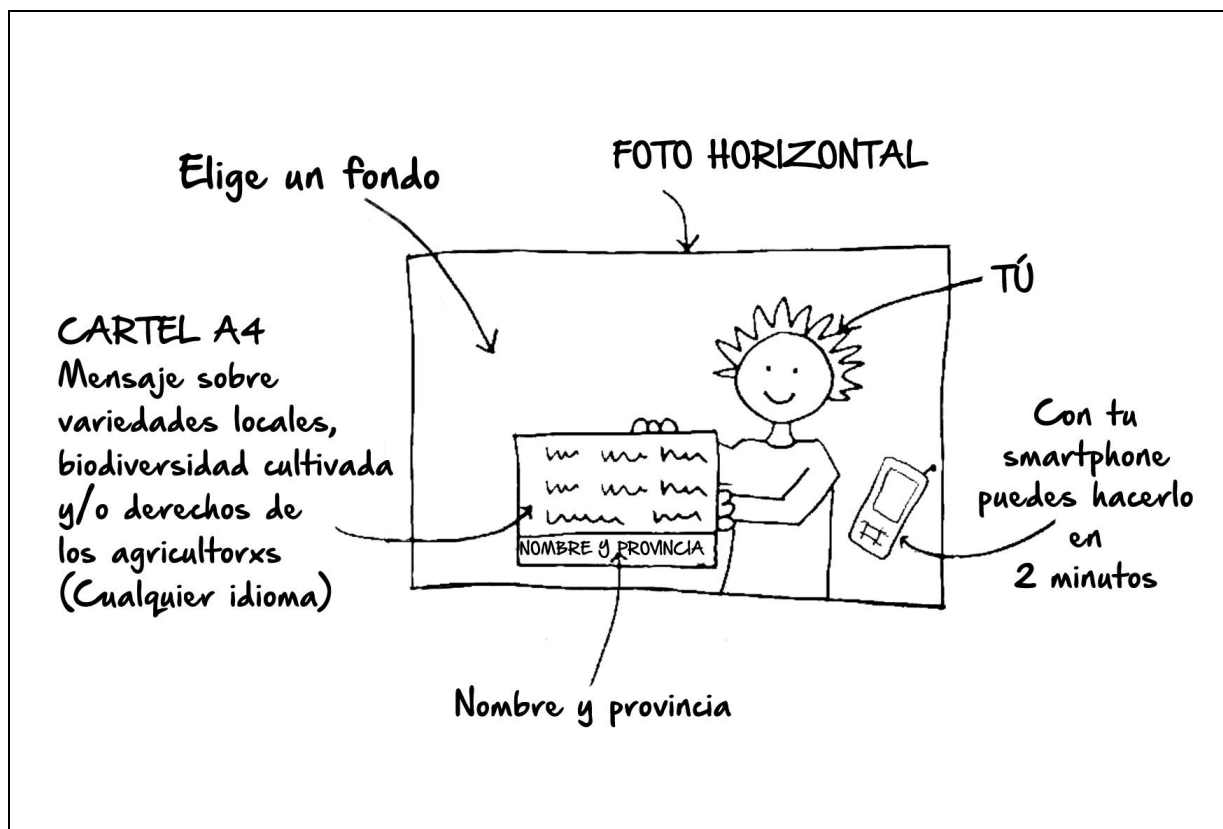 Elige un fondo
FOTO HORIZONTAL
TÚ
CARTEL A4
Mensaje sobre
variedades locales,
biodiversidad cultivada
y/o derechos de
los agricultorxs
(Cualquier idioma)
Con tu
smartphone
puedes hacerlo
en
2 minutos
NOMBRE Y PROVINCIA
Nombre y provincia